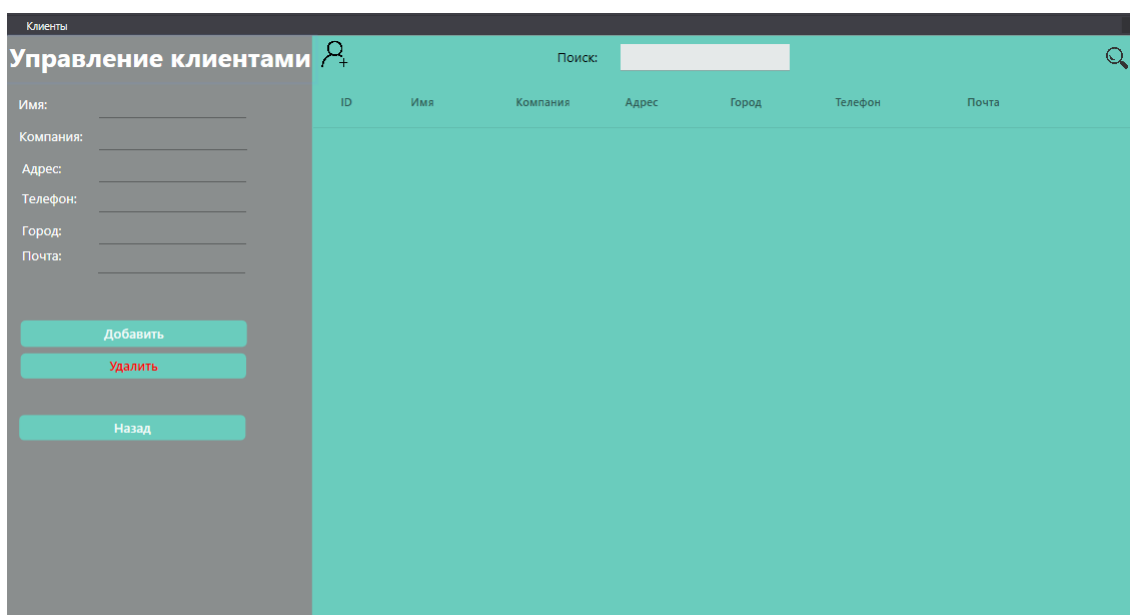 Клиенты
Управление клиентами
Поиск:
Имя:
Компания:
Адрес:
Телефон:
Город:
Почта:
Добавить
Удалить
Назад
ID Имя Компания Адрес Город Телефон Почта